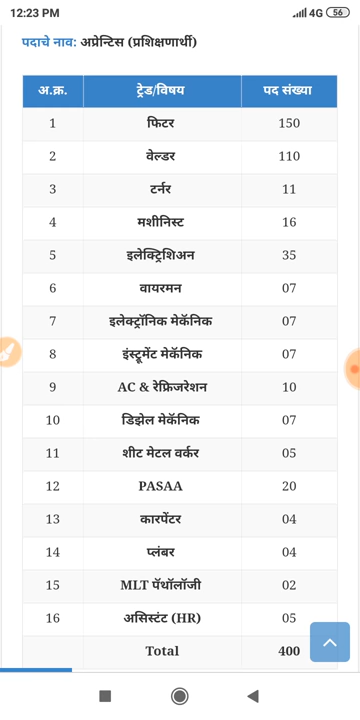 12:23 PM 4G 56
पदाचे नाव: अप्रेन्टिस (प्रशिक्षणार्थी)
अ.क्र. ट्रेड/विषय पद संख्या
1 फिटर 150
2 वेल्डर 110
3 टर्नर 11
4 मशीनिस्ट 16
5 इलेक्ट्रिशिअन 35
6 वायरमन 07
7 इलेक्ट्रॉनिक मेकॅनिक 07
8 इंस्ट्रूमेंट मेकॅनिक 07
9 AC & रेफ्रिजरेशन 10
10 डिझेल मेकॅनिक 07
11 शीट मेटल वर्कर 05
12 PASAA 20
13 कारपेंटर 04
14 प्लंबर 04
15 MLT पॅथॉलॉजी 02
16 असिस्टंट (HR) 05
Total 400